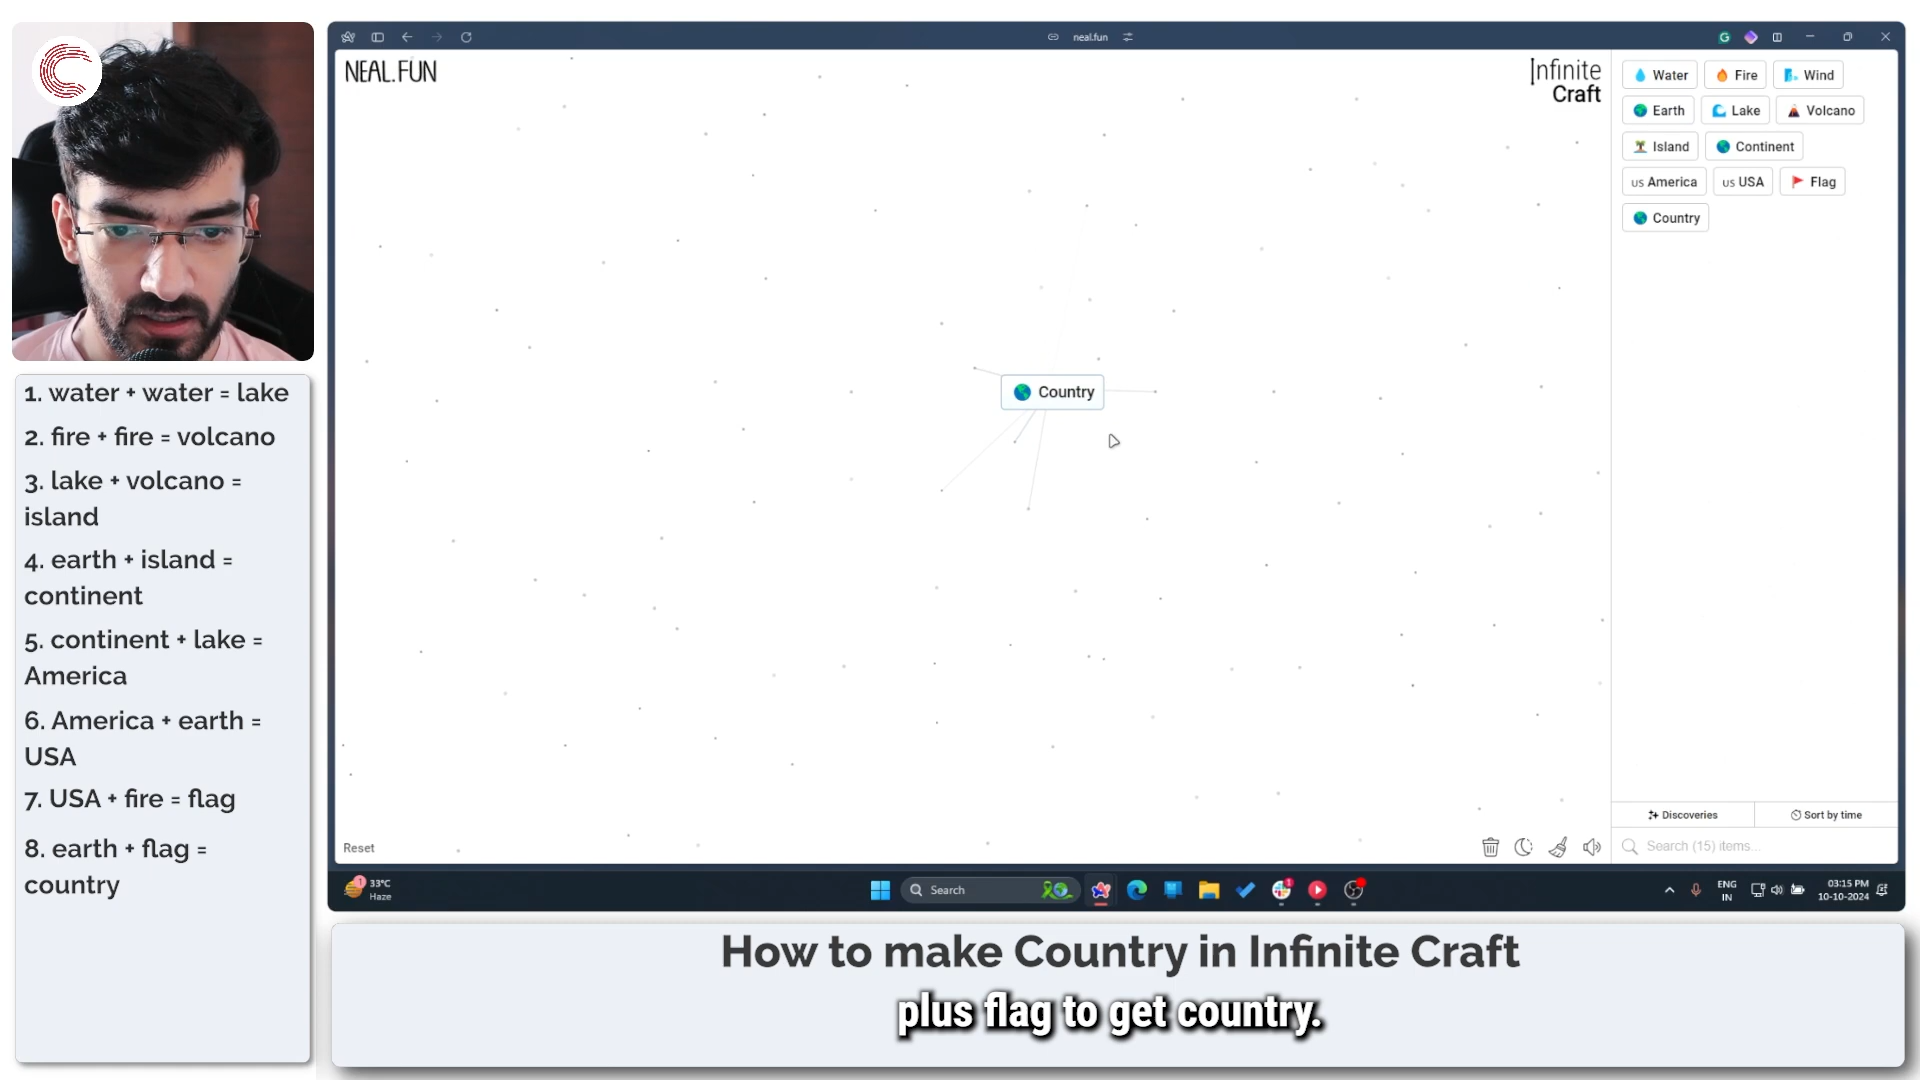 neal.fun
NEAL.FUN
Infinite
Craft
Water
Fire
Wind
Earth
Lake
Volcano
Island
Continent
US America
US USA
Flag
Country
Country
1. water + water = lake
2. fire + fire = volcano
3. lake + volcano =
island
4. earth + island =
continent
5. continent + lake =
America
6. America + earth =
USA
7. USA + fire = flag
8. earth + flag =
country
Reset
Discoveries
Sort by time
Search (15) items...
1
33°C
Haze
Search
1
ENG
IN
03:15 PM
10-10-2024
How to make Country in Infinite Craft
plus flag to get country.